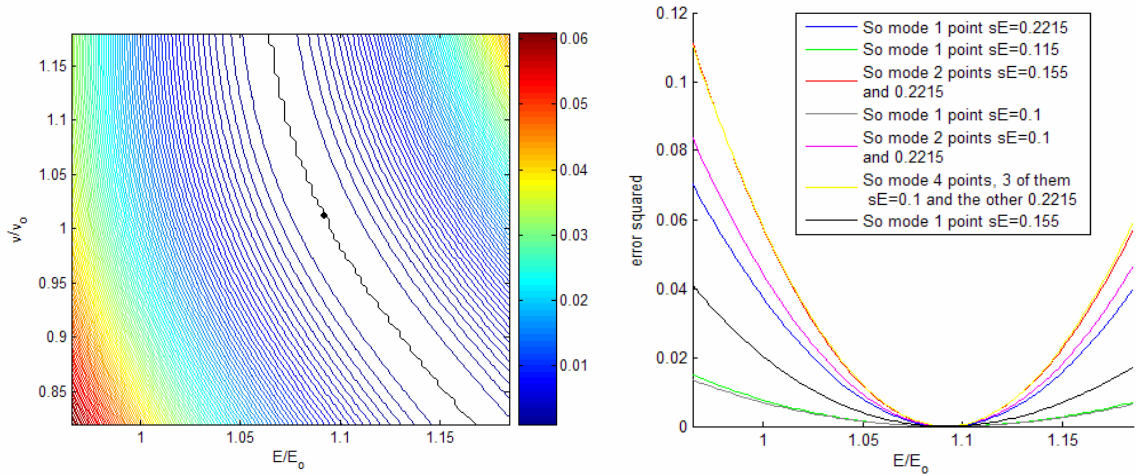 1.15
1.1
1.05
1
0.95
0.9
0.85
ν/νo
1
1.05
1.1
1.15
E/Eo
0.06
0.05
0.04
0.03
0.02
0.01
0.12
0.1
0.08
0.06
0.04
0.02
0
error squared
1
1.05
1.10
1.15
E/Eo
So mode 1 point sE=0.2215
So mode 1 point sE=0.115
So mode 2 points sE=0.155
and 0.2215
So mode 1 point sE=0.1
So mode 2 points sE=0.1
and 0.2215
So mode 4 points, 3 of them
sE=0.1 and the other 0.2215
So mode 1 point sE=0.155